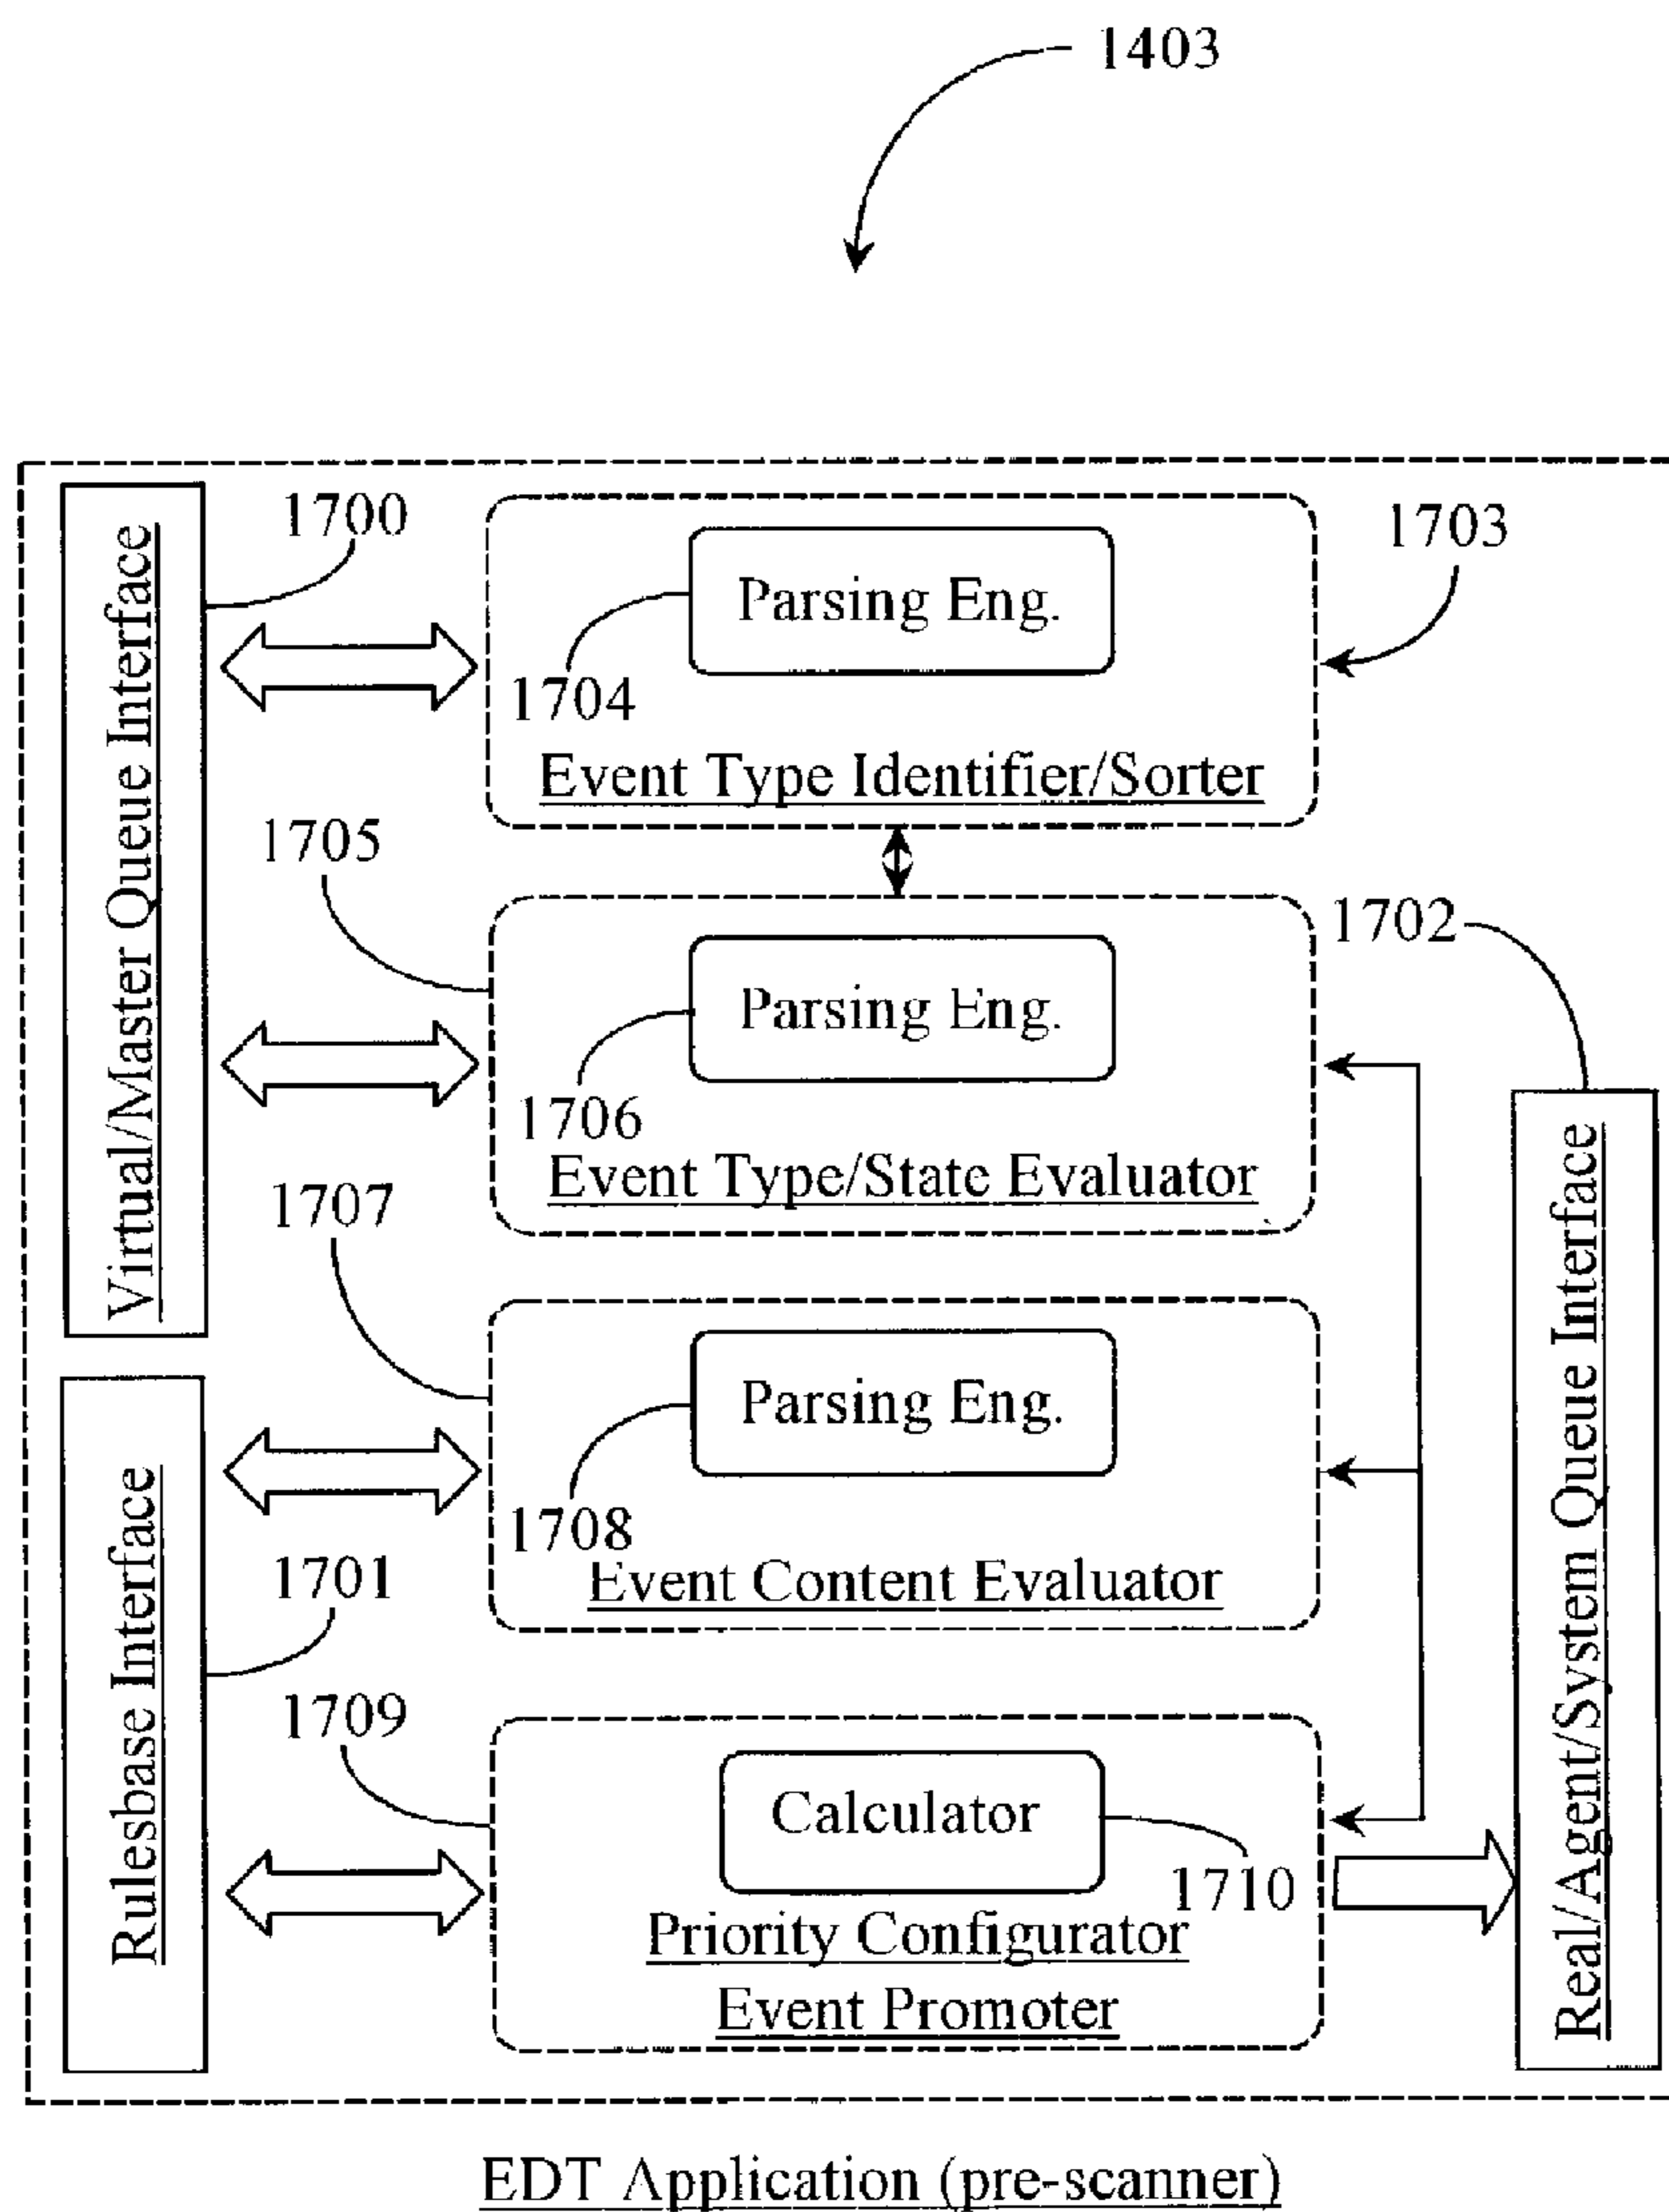 1403
1700
1703
Virtual/Master Queue Interface
Parsing Eng.
1704
Event Type Identifier/Sorter
1705
1702
Parsing Eng.
1706
Event Type/State Evaluator
1707
Real/Agent/System Queue Interface
Parsing Eng.
1708
Event Content Evaluator
Rulesbase Interface
1701
1709
Calculator
1710
Priority Configurator
Event Promoter
EDT Application (pre-scanner)